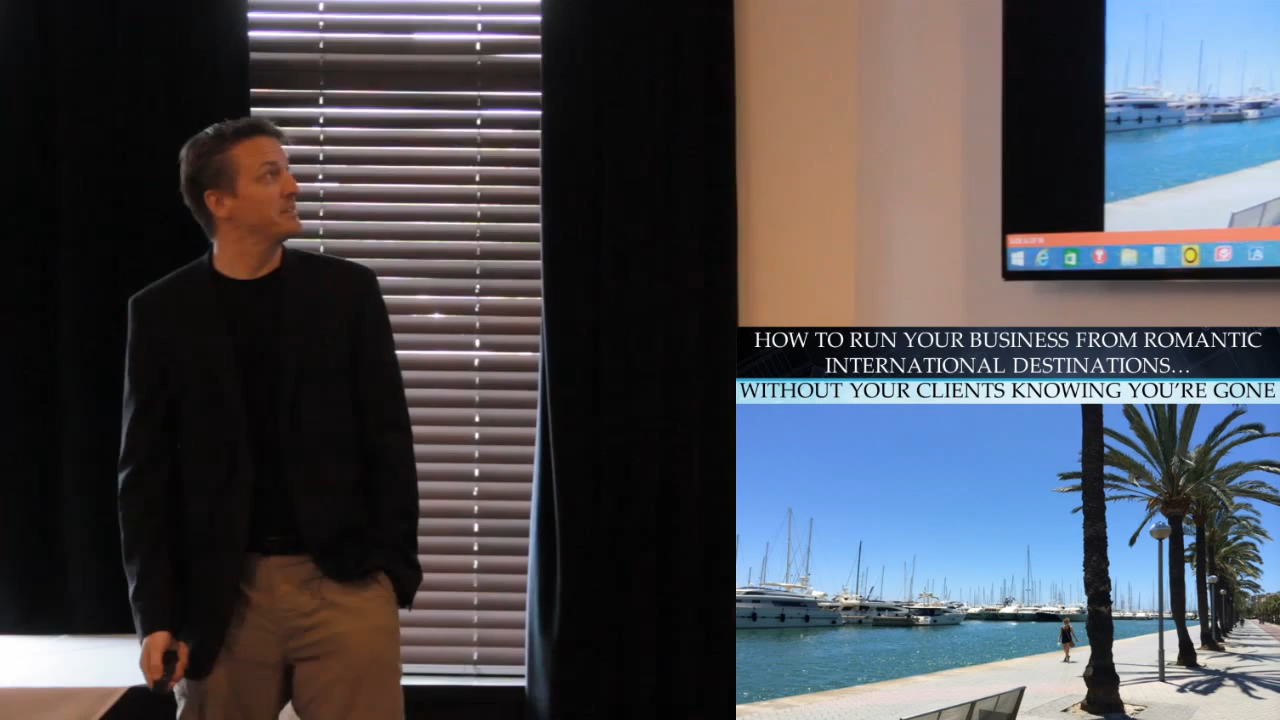 HOW TO RUN YOUR BUSINESS FROM ROMANTIC
INTERNATIONAL DESTINATIONS…
WITHOUT YOUR CLIENTS KNOWING YOU'RE GONE